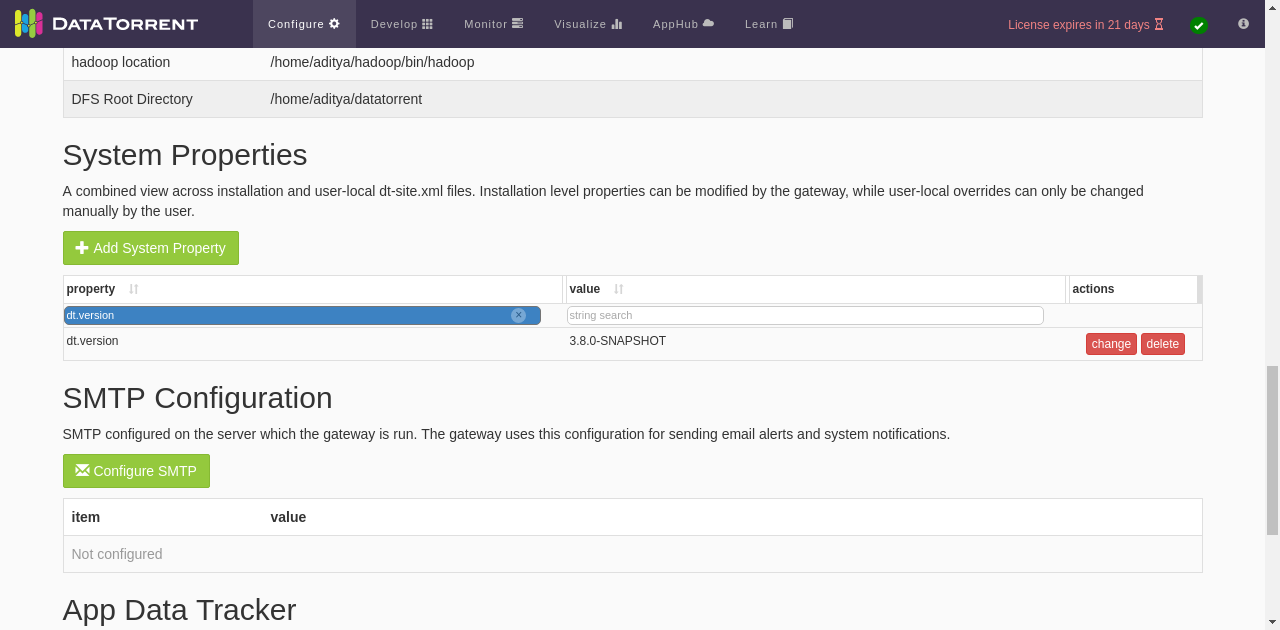 DATATORRENT Configure Develop Monitor Visualize AppHub Learn License expires in 21 days
hadoop location /home/aditya/hadoop/bin/hadoop
DFS Root Directory /home/aditya/datatorrent
System Properties
A combined view across installation and user-local dt-site.xml files. Installation level properties can be modified by the gateway, while user-local overrides can only be changed
manually by the user.
Add System Property
property value actions
dt.version string search
dt.version 3.8.0-SNAPSHOT change delete
SMTP Configuration
SMTP configured on the server which the gateway is run. The gateway uses this configuration for sending email alerts and system notifications.
Configure SMTP
item value
Not configured
App Data Tracker